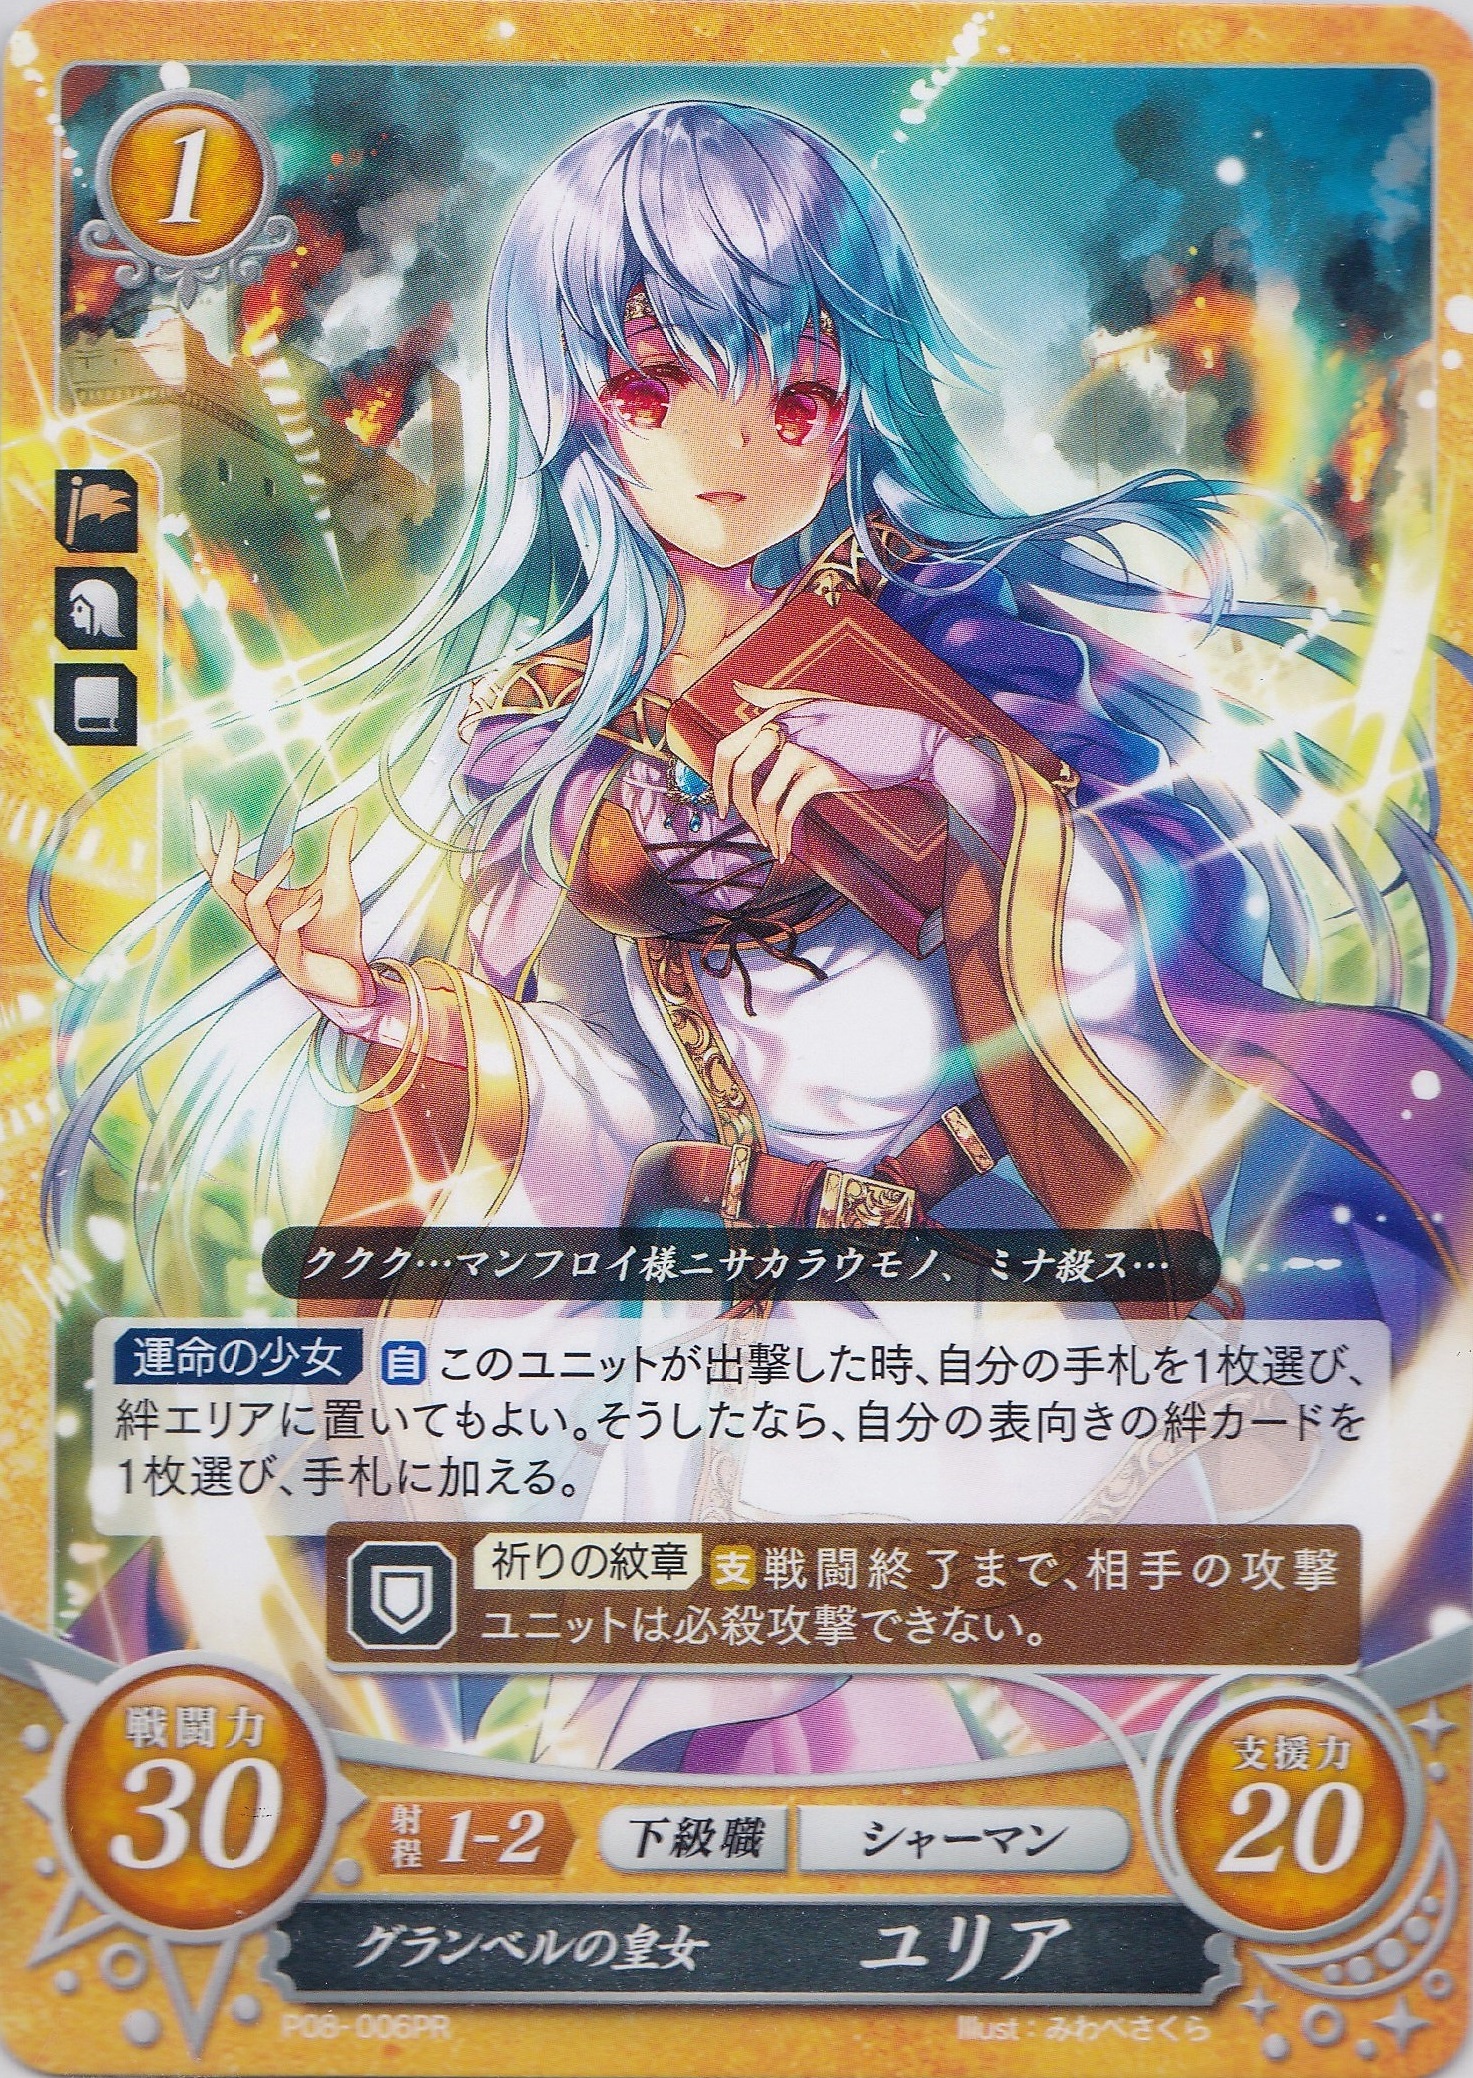 1
ククク…マンフロイ様ニサカラウモノ、ミナ殺ス…
運命の少女 自 このユニットが出撃した時、自分の手札を1枚選び、
絆エリアに置いてもよい。そうしたなら、自分の表向きの絆カードを
1枚選び、手札に加える。
祈りの紋章 支 戦闘終了まで、相手の攻撃
ユニットは必殺攻撃できない。
戦闘力
30
射程 1-2
下級職
シャーマン
支援力
20
グランベルの皇女 ユリア
P08-006PR
Illust：みわべさくら